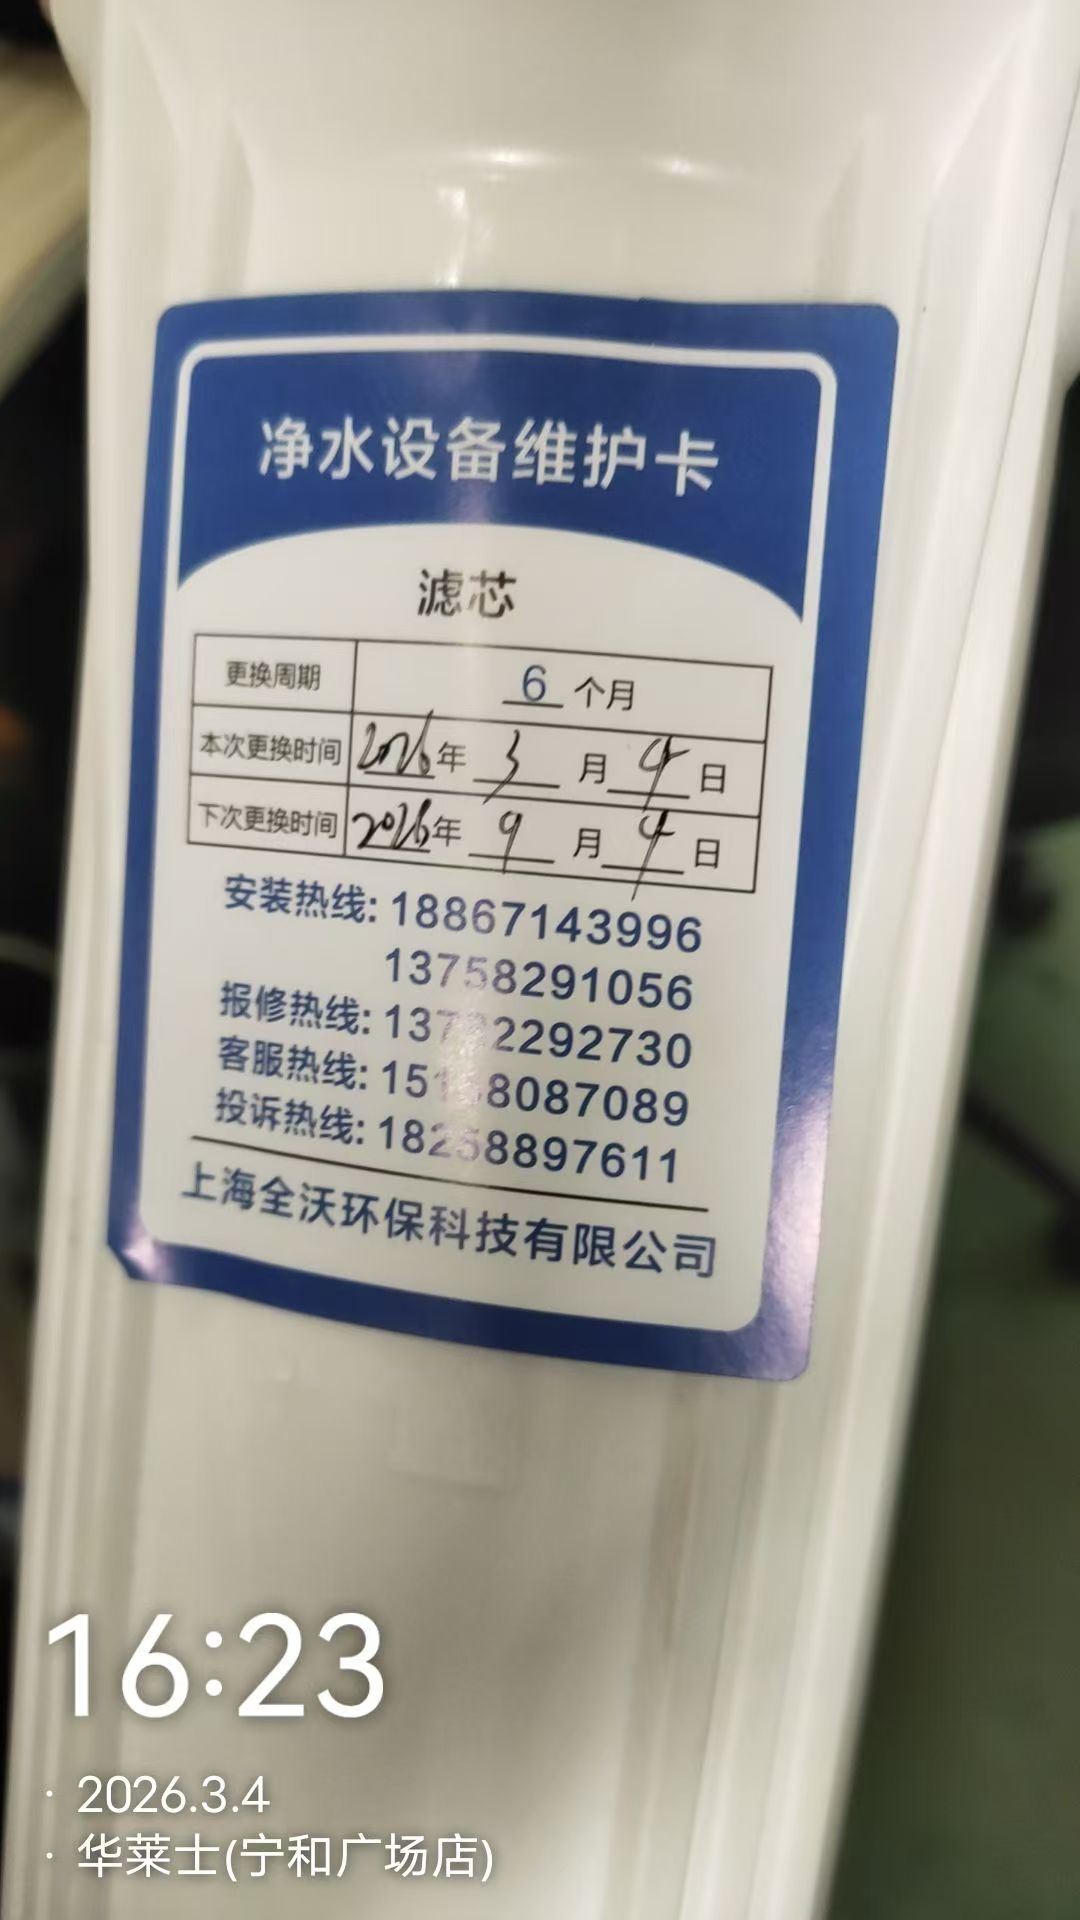 净水设备维护卡
滤芯
更换周期 6 个月
本次更换时间 2026年 3 月 4 日
下次更换时间 2026年 9 月 4 日
安装热线: 18867143996
13758291056
报修热线:
客服热线:
投诉热线: 18258897611
上海全沃环保科技有限公司
16:23
· 2026.3.4
· 华莱士(宁和广场店)